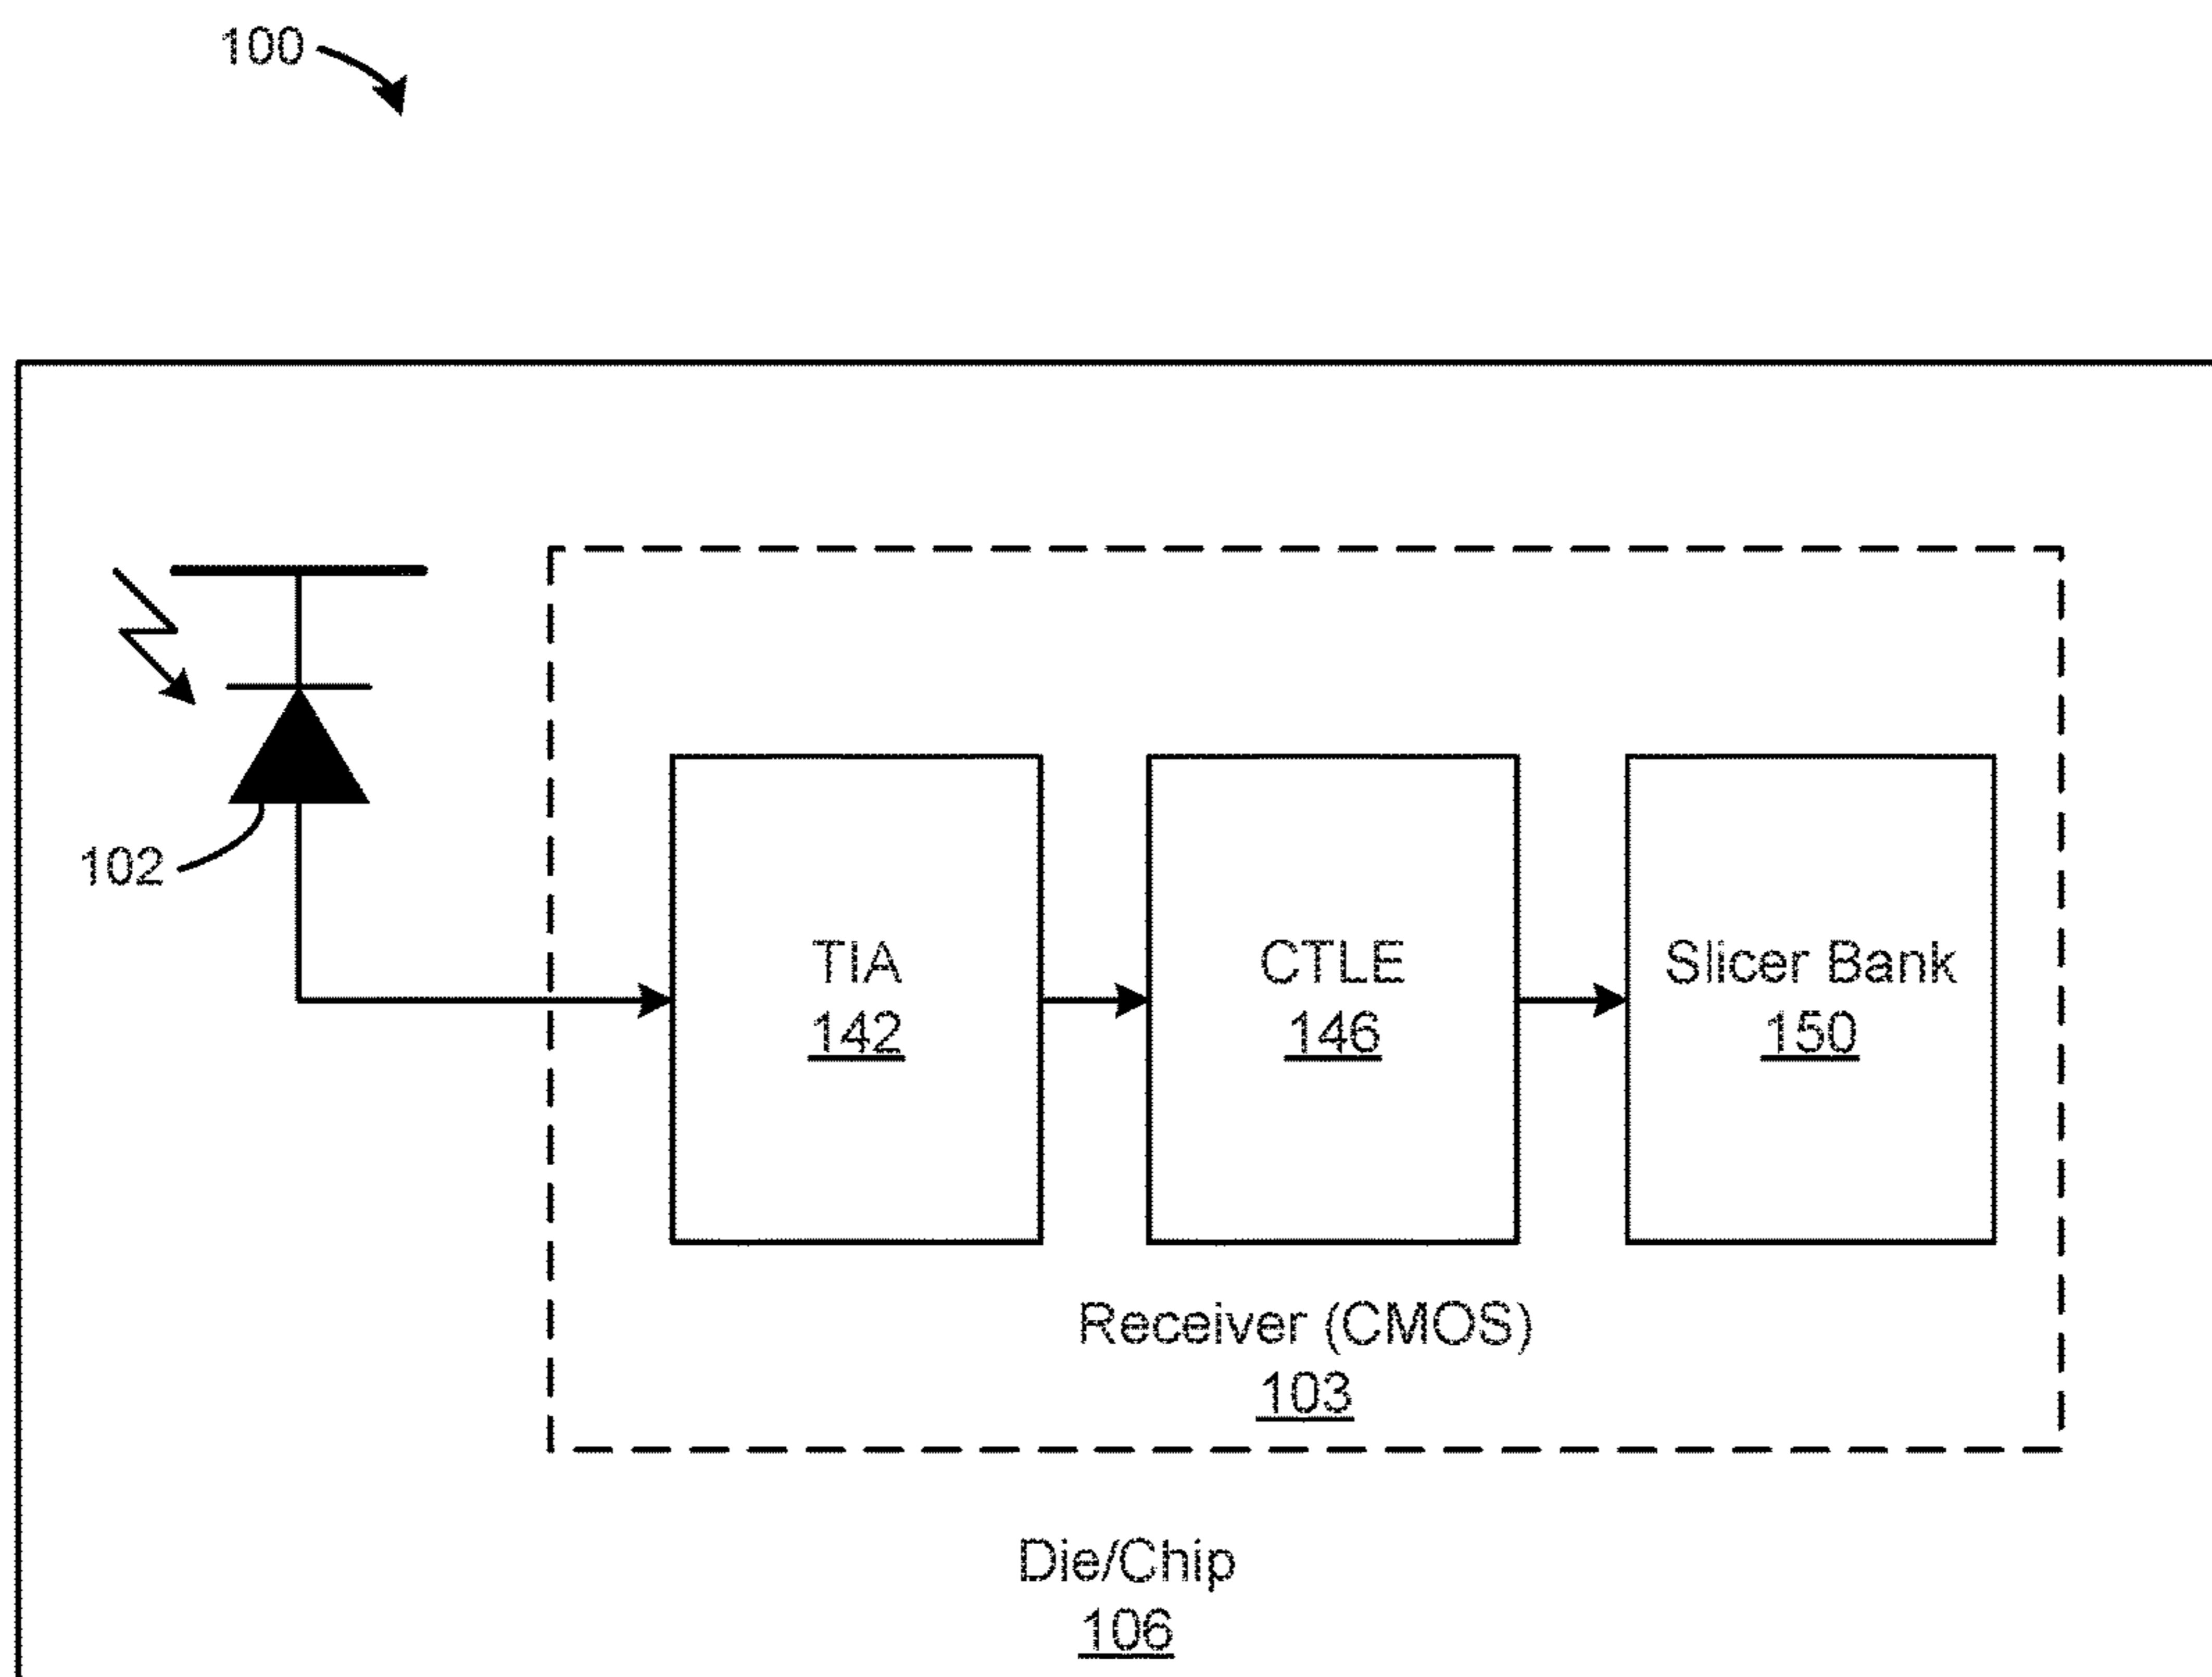 100
102
TIA
142
CTLE
146
Slicer Bank
150
Receiver (CMOS)
103
Die/Chip
106